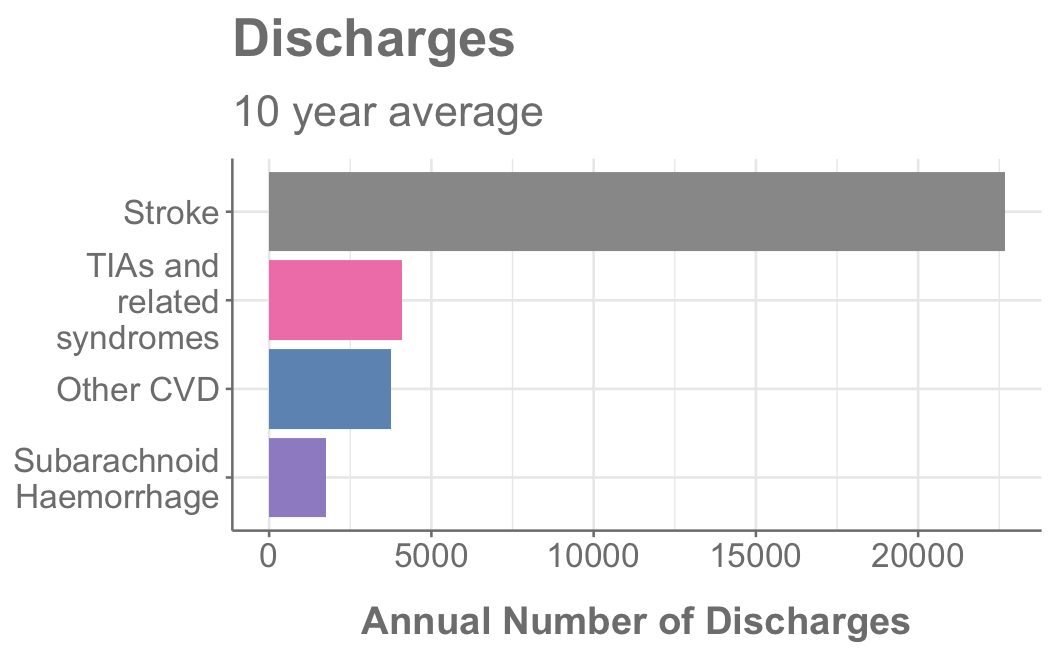 Discharges
10 year average
Stroke
TIAs and
related
syndromes
Other CVD
Subarachnoid
Haemorrhage
0 5000 10000 15000 20000
Annual Number of Discharges